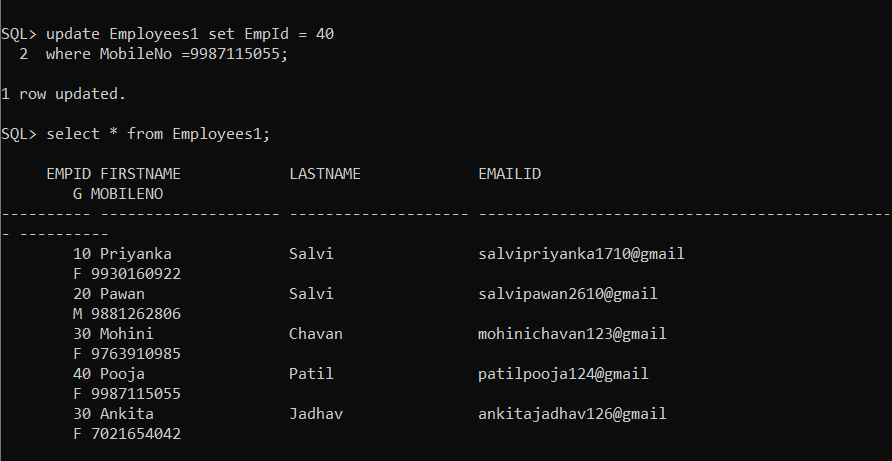 SQL> update Employees1 set EmpId = 40
  2  where MobileNo =9987115055;
1 row updated.
SQL> select * from Employees1;
     EMPID FIRSTNAME            LASTNAME             EMAILID
        G MOBILENO
---------- -------------------- -------------------- ----------------------------------------------
- ----------
        10 Priyanka             Salvi                salvipriyanka1710@gmail
        F 9930160922
        20 Pawan                Salvi                salvipawan2610@gmail
        M 9881262806
        30 Mohini               Chavan               mohinichavan123@gmail
        F 9763910985
        40 Pooja                Patil                patilpooja124@gmail
        F 9987115055
        30 Ankita               Jadhav               ankitajadhav126@gmail
        F 7021654042